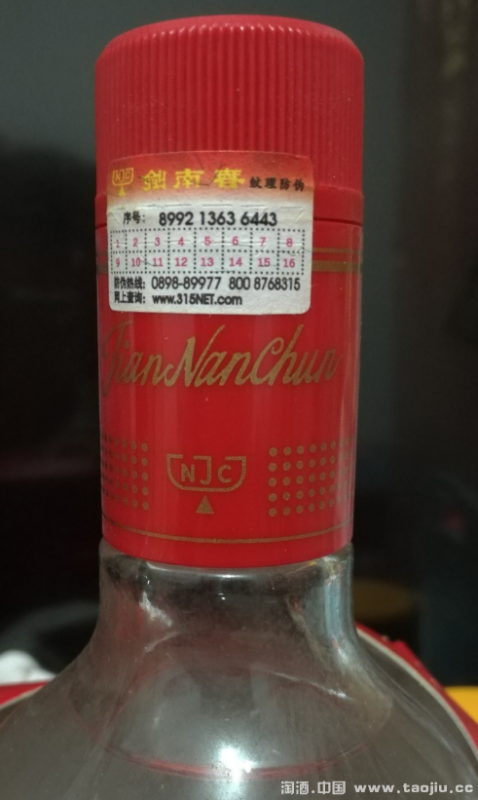 NJC 剑南春 纹理防伪
序号: 8992 1363 6443
1 2 3 4 5 6 7 8
9 10 11 12 13 14 15 16
防伪热线: 0898-89977 800 8768315
网上查询: www.315NET.com
JianNanChun
NJC
淘酒.中国 www.taojiu.cc